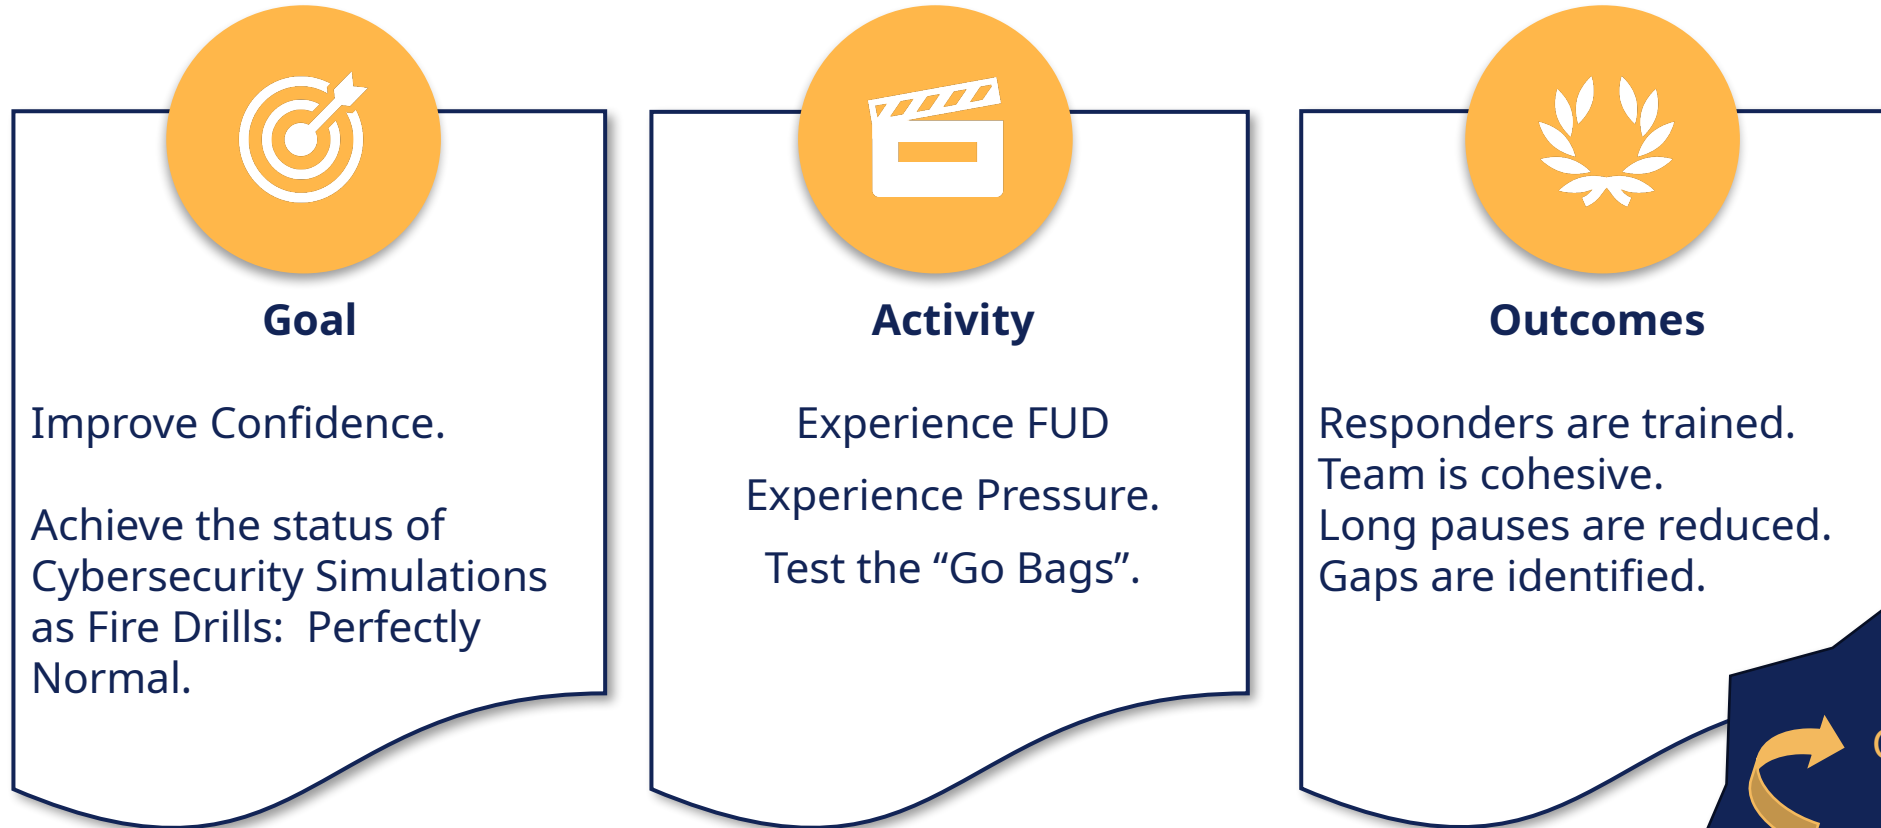 Goal
Improve Confidence.
Achieve the status of
Cybersecurity Simulations
as Fire Drills:  Perfectly
Normal.
Activity
Experience FUD
Experience Pressure.
Test the “Go Bags”.
Outcomes
Responders are trained.
Team is cohesive.
Long pauses are reduced.
Gaps are identified.